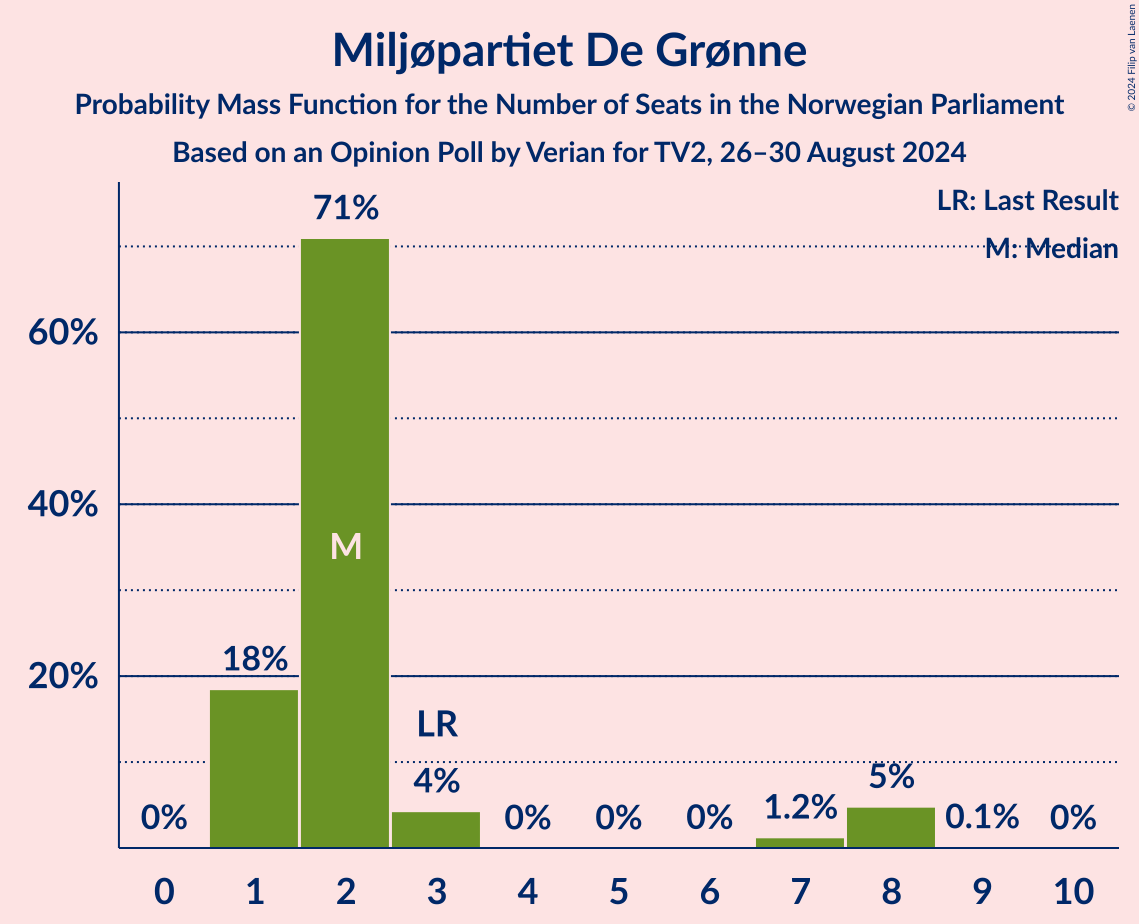 Miljøpartiet De Grønne
Probability Mass Function for the Number of Seats in the Norwegian Parliament
Based on an Opinion Poll by Verian for TV2, 26–30 August 2024
© 2024 Filip van Laenen
LR: Last Result
M: Median
60%
40%
20%
0%
18%
71%
M
LR
4%
0%
0%
0%
1.2%
5%
0.1%
0%
0 1 2 3 4 5 6 7 8 9 10